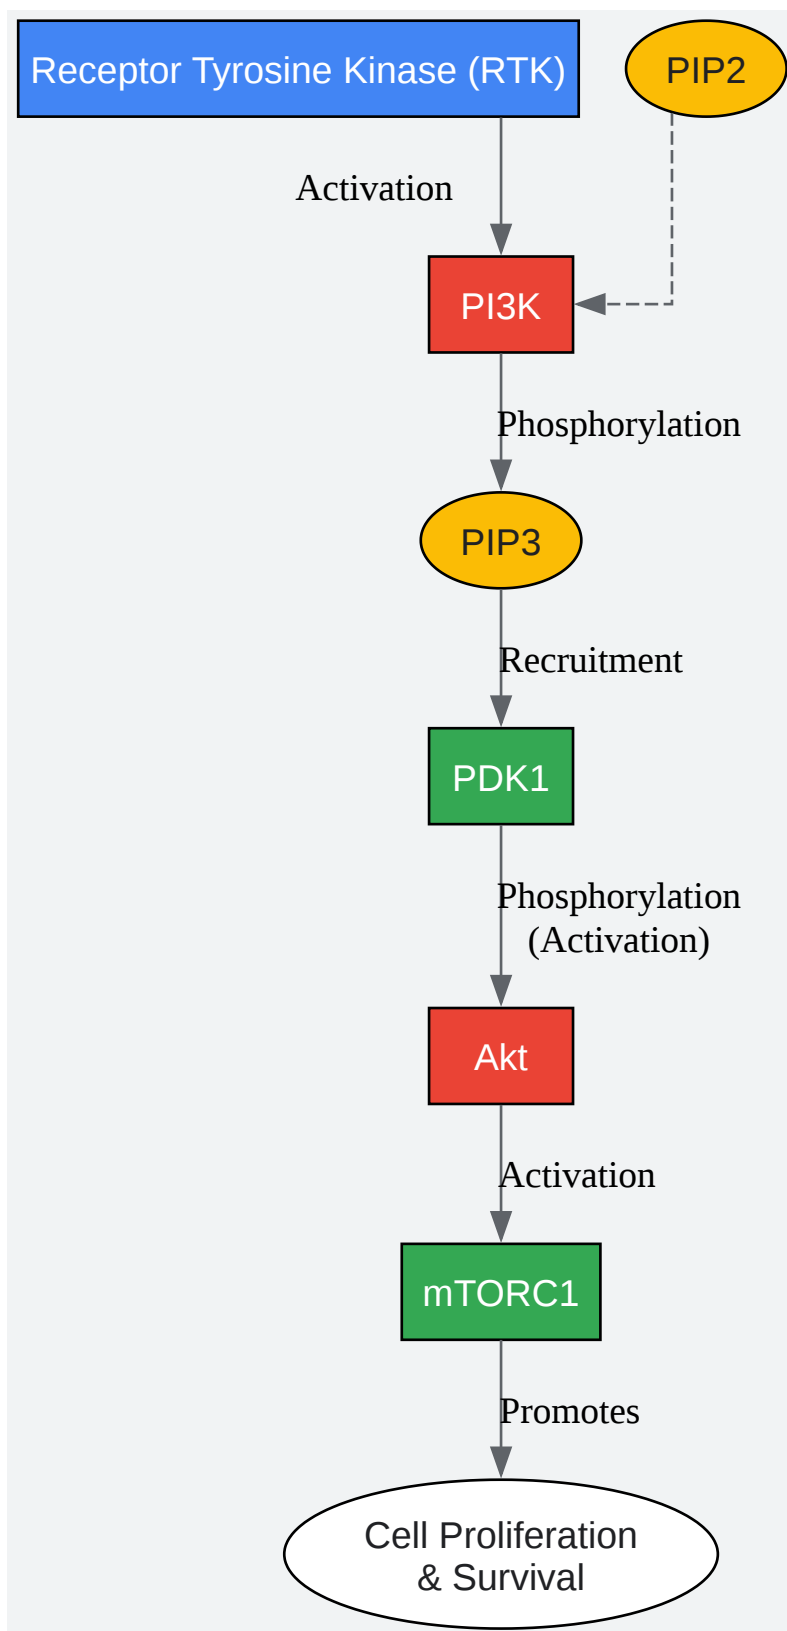 Receptor Tyrosine Kinase (RTK)
PIP2
Activation
PI3K
Phosphorylation
PIP3
Recruitment
PDK1
Phosphorylation
(Activation)
Akt
Activation
mTORC1
Promotes
Cell Proliferation
& Survival